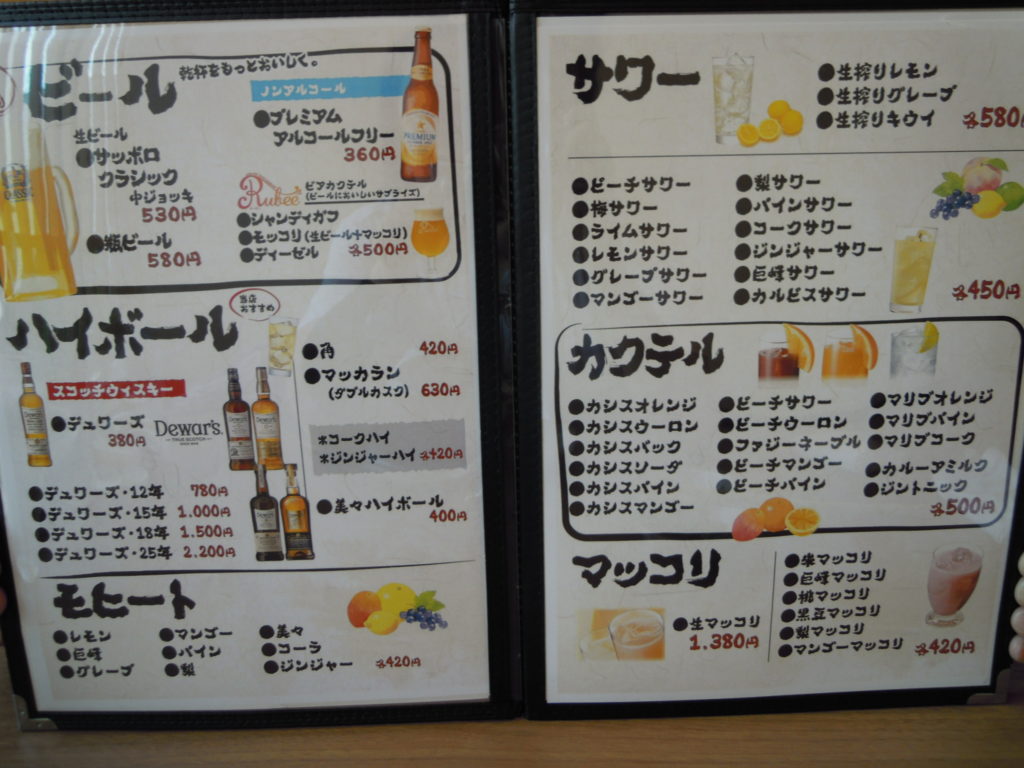 ビール
乾杯をもっとおいしく。
生ビール
●サッポロ
クラシック
中ジョッキ
530円
●瓶ビール
580円
ノンアルコール
●プレミアム
アルコールフリー
360円
PREMIUM
Rubee
ビアカクテル
(ビールにおいしいサプライズ)
●シャンディガフ
●モッコリ(生ビール+マッコリ)
●ディーゼル 各500円
CLASSIC
ハイボール
当店
おすすめ
スコッチウィスキー
●デュワーズ
380円
Dewar's
TRUE SCOTCH
●デュワーズ・12年 780円
●デュワーズ・15年 1.000円
●デュワーズ・18年 1.500円
●デュワーズ・25年 2.200円
●角 420円
●マッカラン
(ダブルカスク) 630円
*コークハイ
*ジンジャーハイ 各420円
●美々ハイボール
400円
モヒート
●レモン
●巨峰
●グレープ
●マンゴー
●パイン
●梨
●美々
●コーラ
●ジンジャー 各420円
サワー
●生搾りレモン
●生搾りグレープ
●生搾りキウイ 各580円
●ピーチサワー
●梅サワー
●ライムサワー
●レモンサワー
●グレープサワー
●マンゴーサワー
●梨サワー
●パインサワー
●コークサワー
●ジンジャーサワー
●巨峰サワー
●カルピスサワー
各450円
カクテル
●カシスオレンジ
●カシスウーロン
●カシスバック
●カシスソーダ
●カシスパイン
●カシスマンゴー
●ピーチサワー
●ピーチウーロン
●ファジーネーブル
●ピーチマンゴー
●ピーチパイン
●マリブオレンジ
●マリブパイン
●マリブコーク
●カルーアミルク
●ジントニック
各500円
マッコリ
●生マッコリ
1.380円
●米マッコリ
●巨峰マッコリ
●桃マッコリ
●黒豆マッコリ
●梨マッコリ
●マンゴーマッコリ 各420円